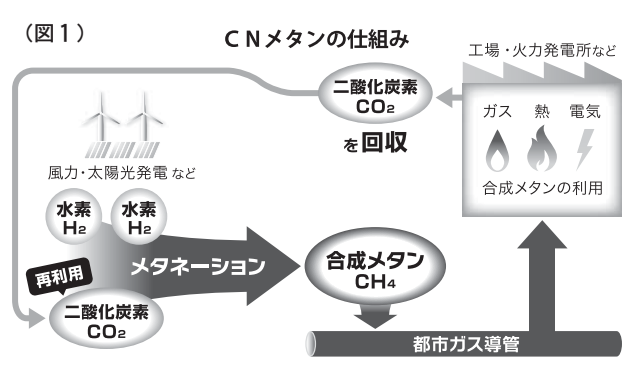 （図１）
ＣＮメタンの仕組み
工場・火力発電所など
二酸化炭素
CO2
を回収
ガス 熱 電気
合成メタンの利用
風力・太陽光発電 など
水素
H2
水素
H2
メタネーション
合成メタン
CH4
再利用
二酸化炭素
CO2
都市ガス導管